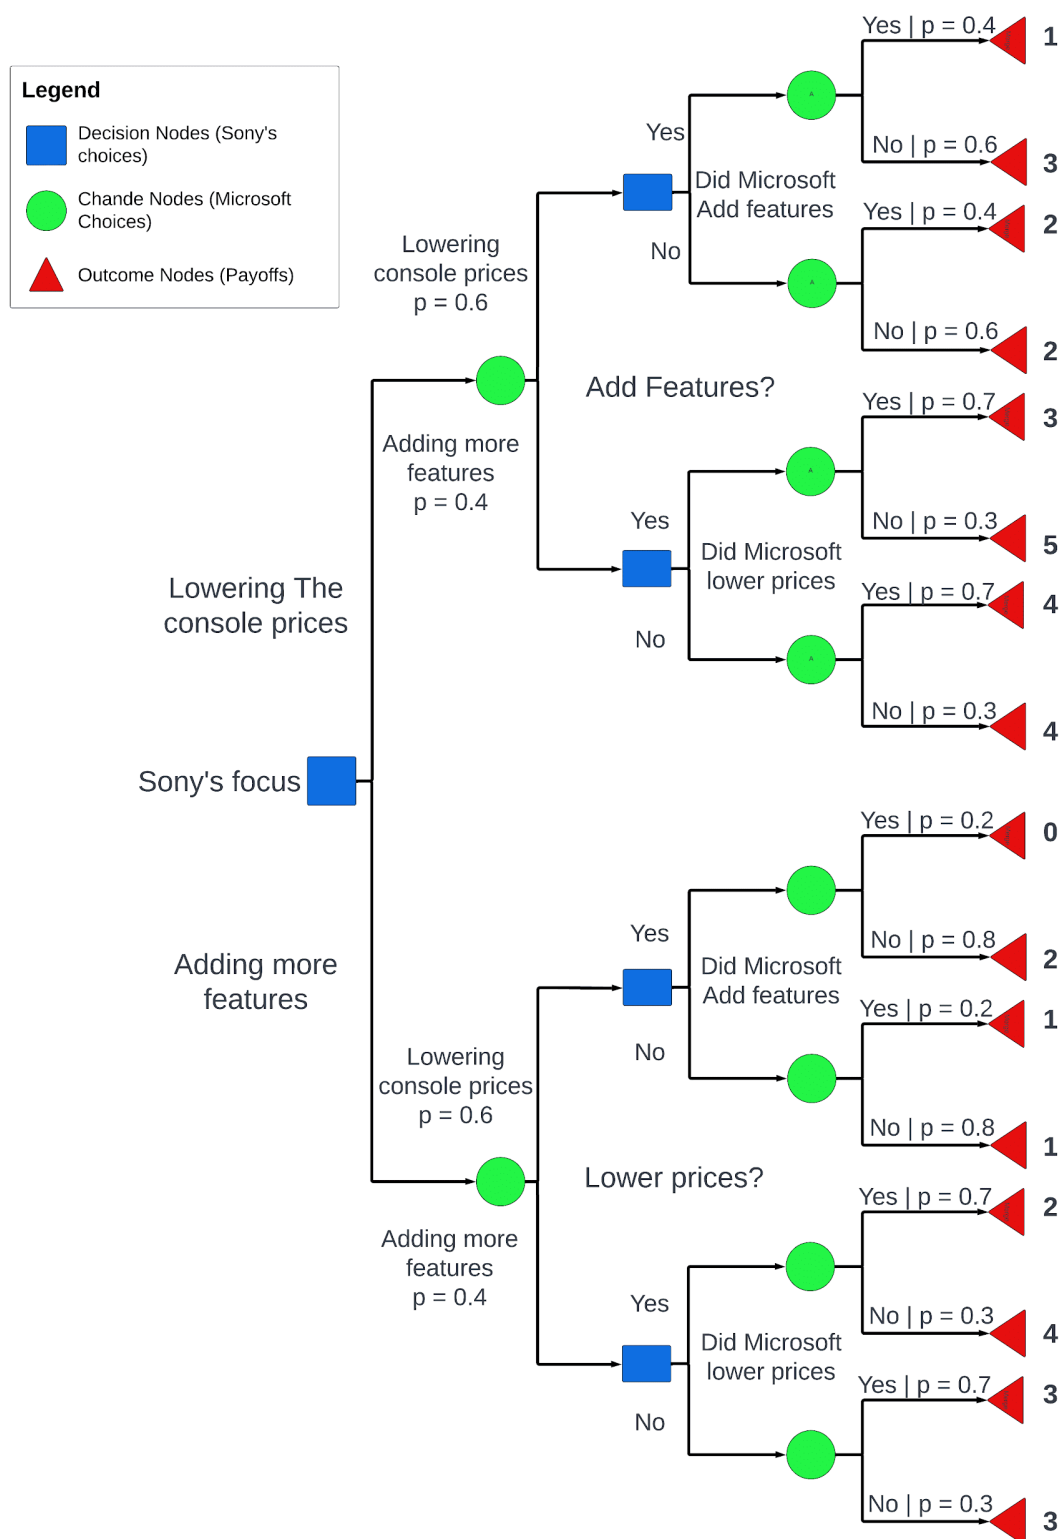 Legend
Decision Nodes (Sony's
choices)
Chande Nodes (Microsoft
Choices)
Outcome Nodes (Payoffs)
Yes | p = 0.4
1
No | p = 0.6
3
Yes
Did Microsoft
Add features
No
Yes | p = 0.4
2
No | p = 0.6
2
Lowering
console prices
p = 0.6
Add Features?
Adding more
features
p = 0.4
Yes | p = 0.7
3
No | p = 0.3
5
Yes
Did Microsoft
lower prices
No
Yes | p = 0.7
4
No | p = 0.3
4
Lowering The
console prices
Sony's focus
Adding more
features
Yes | p = 0.2
0
No | p = 0.8
2
Yes
Did Microsoft
Add features
No
Yes | p = 0.2
1
No | p = 0.8
1
Lowering
console prices
p = 0.6
Lower prices?
Adding more
features
p = 0.4
Yes | p = 0.7
2
No | p = 0.3
4
Yes
Did Microsoft
lower prices
No
Yes | p = 0.7
3
No | p = 0.3
3